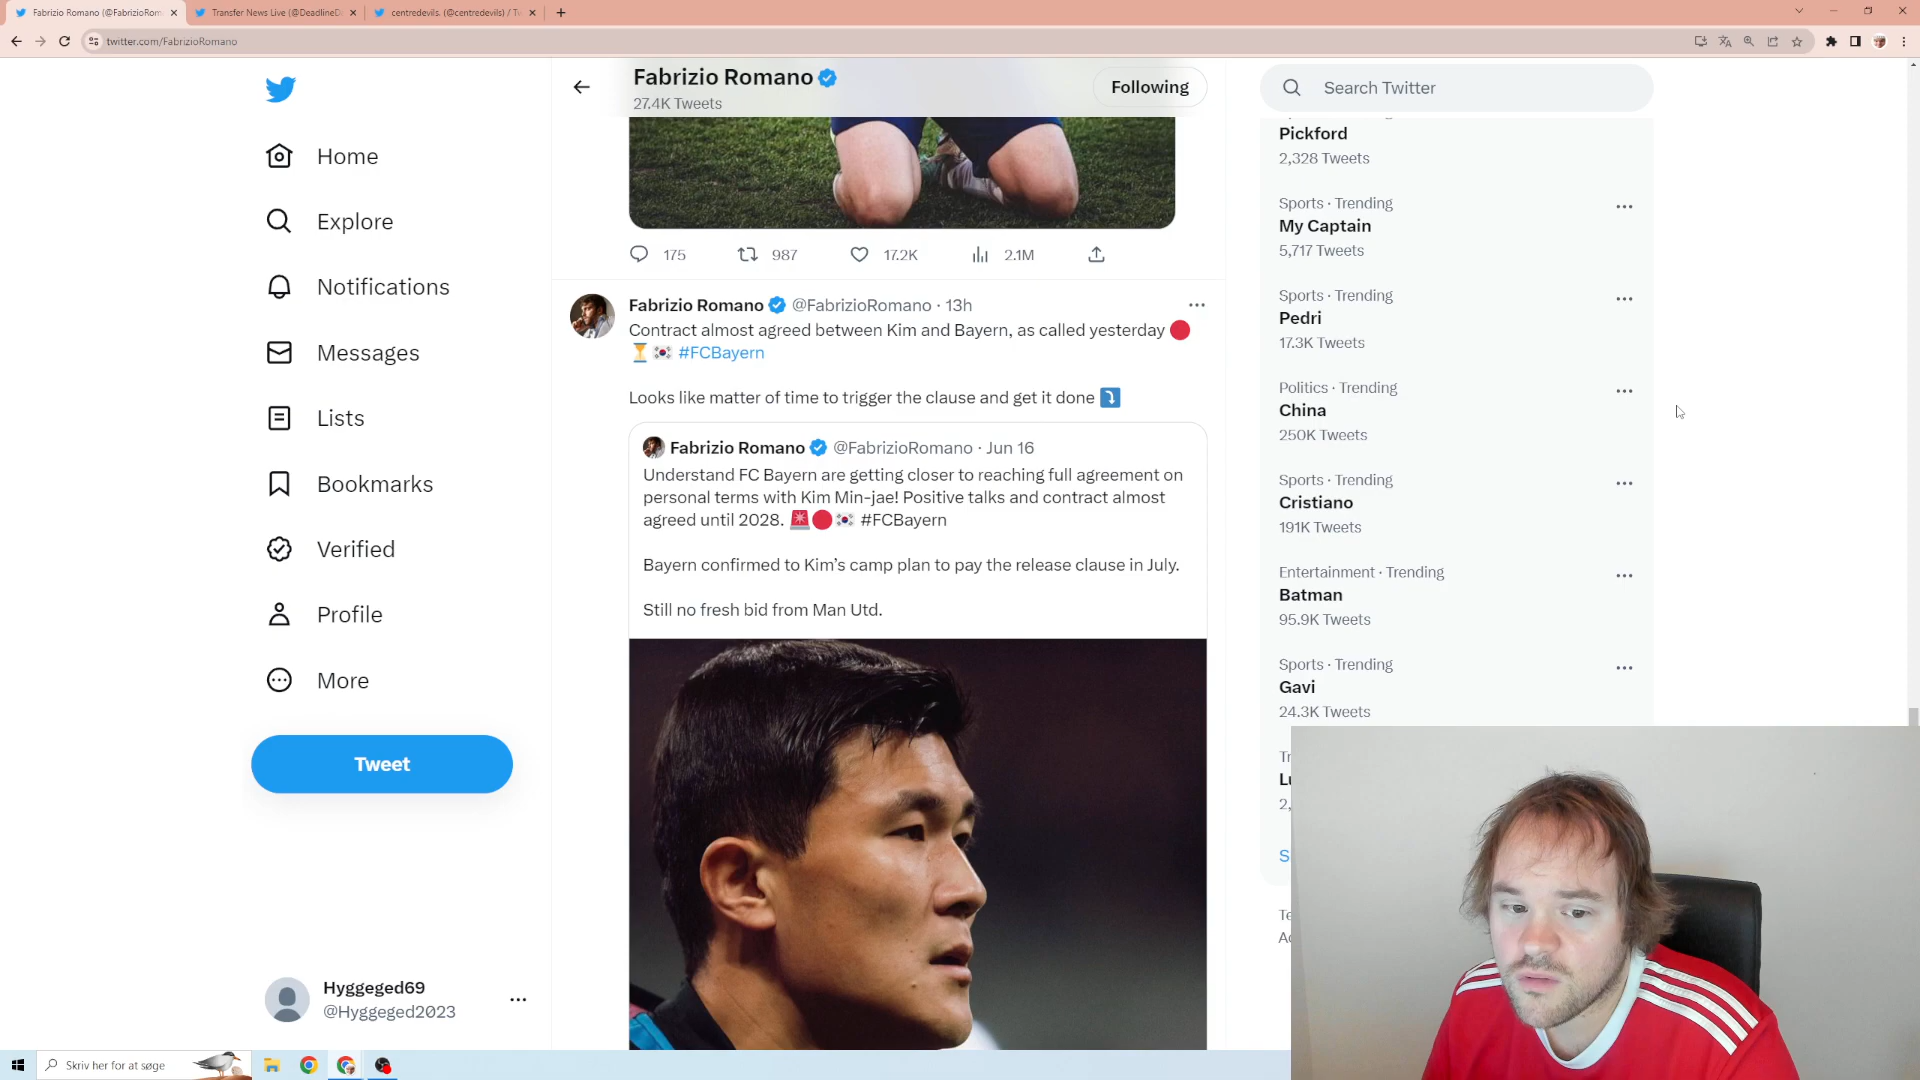 Fabrizio Romano (@FabrizioRom
Transfer News Live (@DeadlineD
centredevils. (@centredevils) / Tw
twitter.com/FabrizioRomano
Home
Explore
Notifications
Messages
Lists
Bookmarks
Verified
Profile
More
Tweet
Hyggeged69
@Hyggeged2023
Fabrizio Romano
27.4K Tweets
Following
175 987 17.2K 2.1M
Fabrizio Romano @FabrizioRomano · 13h
Contract almost agreed between Kim and Bayern, as called yesterday 🔴
⏳🇰🇷 #FCBayern
Looks like matter of time to trigger the clause and get it done ⤵️
Fabrizio Romano @FabrizioRomano · Jun 16
Understand FC Bayern are getting closer to reaching full agreement on
personal terms with Kim Min-jae! Positive talks and contract almost
agreed until 2028. 🚨🔴🇰🇷 #FCBayern
Bayern confirmed to Kim’s camp plan to pay the release clause in July.
Still no fresh bid from Man Utd.
Search Twitter
Pickford
2,328 Tweets
Sports · Trending
My Captain
5,717 Tweets
Sports · Trending
Pedri
17.3K Tweets
Politics · Trending
China
250K Tweets
Sports · Trending
Cristiano
191K Tweets
Entertainment · Trending
Batman
95.9K Tweets
Sports · Trending
Gavi
24.3K Tweets
Skriv her for at søge